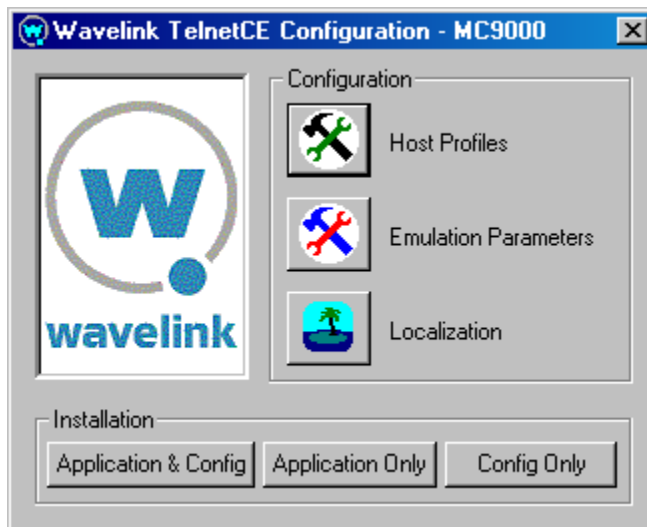 Wavelink TelnetCE Configuration - MC9000
Configuration
Host Profiles
Emulation Parameters
Localization
wavelink
Installation
Application & Config
Application Only
Config Only